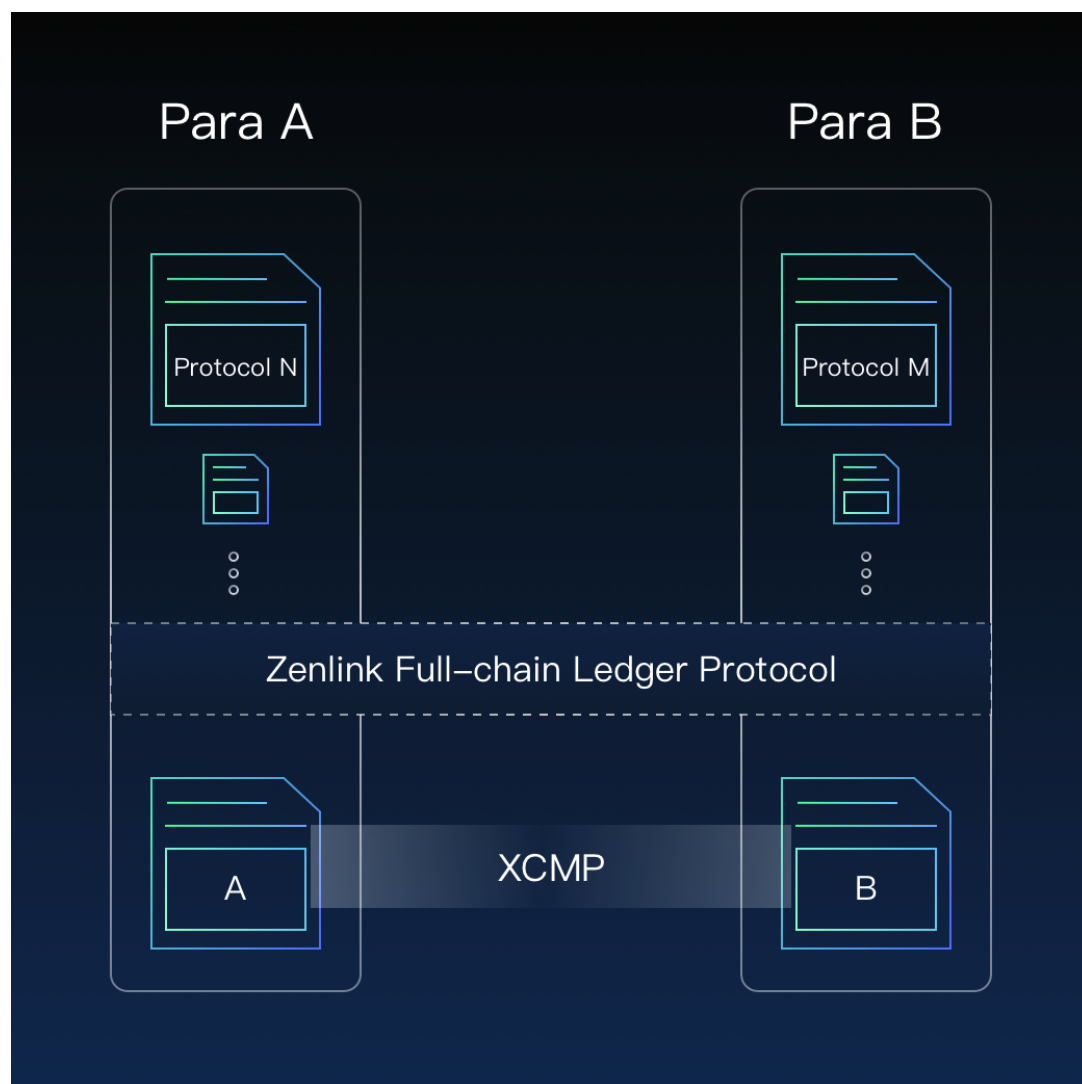 Para A
Para B
Protocol N
Protocol M
Zenlink Full-chain Ledger Protocol
A
XCMP
B